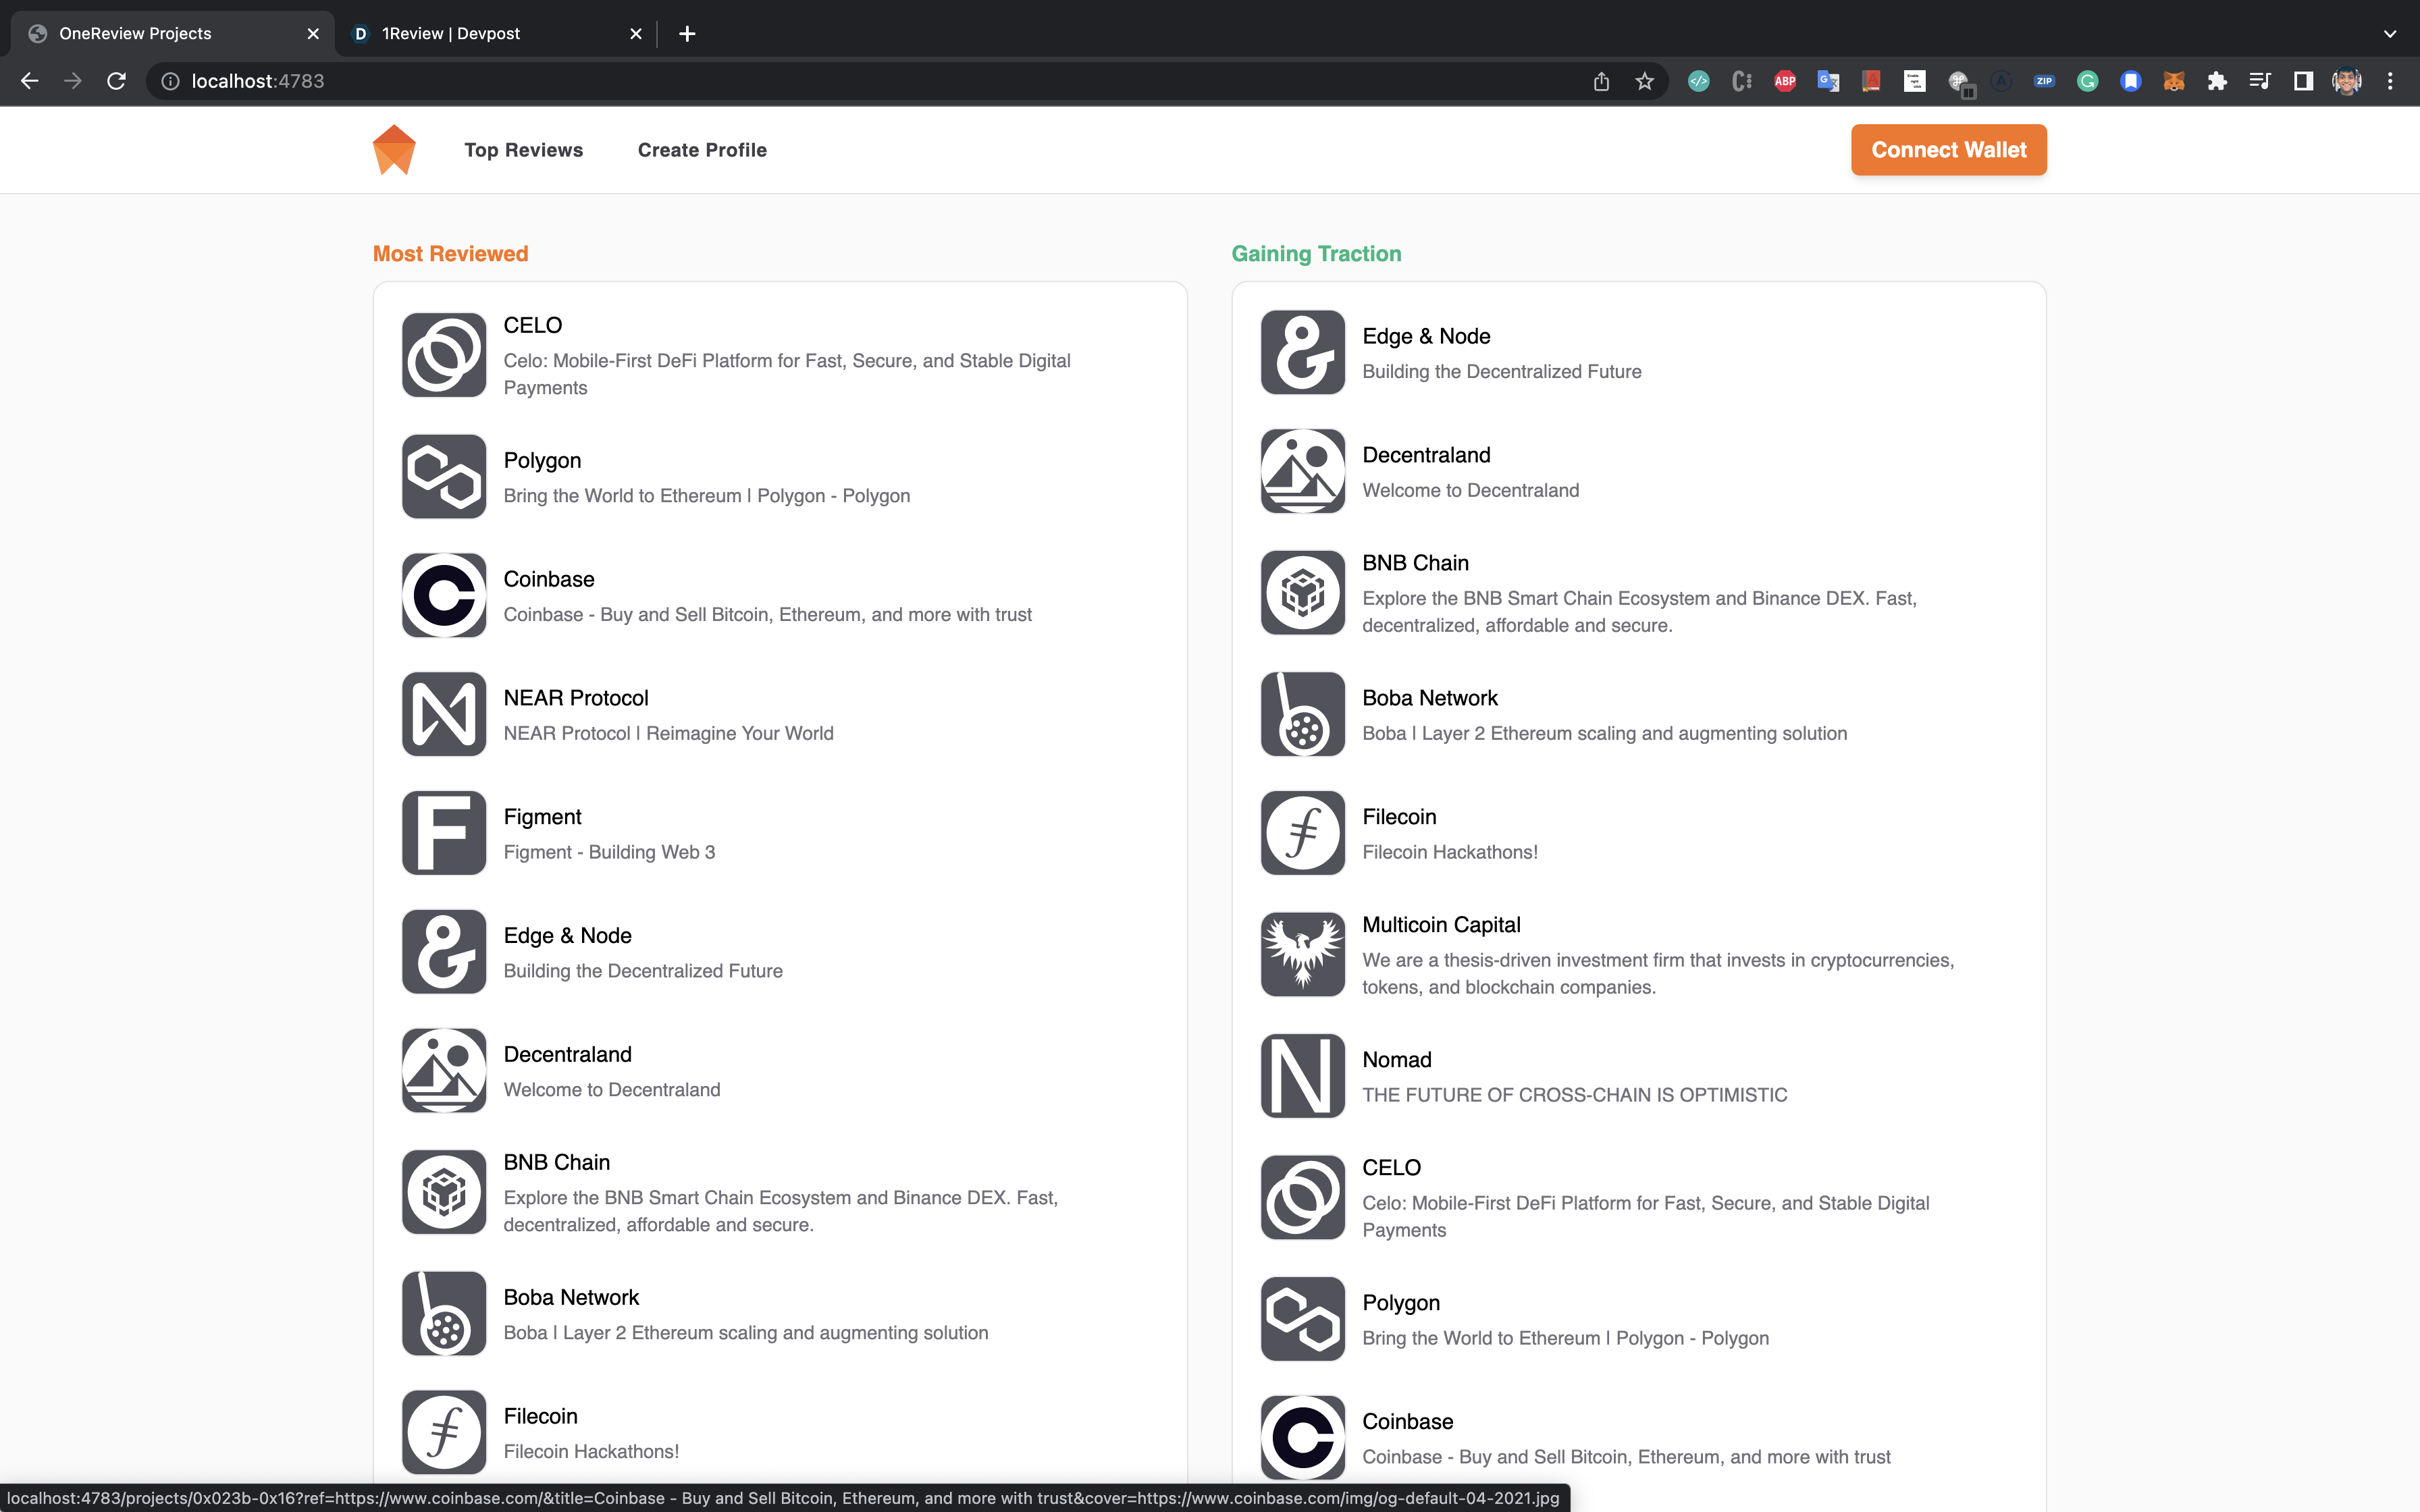 OneReview Projects
D 1Review | Devpost
localhost:4783
ABP
ZIP
Top Reviews
Create Profile
Connect Wallet
Most Reviewed
CELO
Celo: Mobile-First DeFi Platform for Fast, Secure, and Stable Digital
Payments
Polygon
Bring the World to Ethereum | Polygon - Polygon
Coinbase
Coinbase - Buy and Sell Bitcoin, Ethereum, and more with trust
NEAR Protocol
NEAR Protocol | Reimagine Your World
F
Figment
Figment - Building Web 3
&
Edge & Node
Building the Decentralized Future
Decentraland
Welcome to Decentraland
BNB Chain
Explore the BNB Smart Chain Ecosystem and Binance DEX. Fast,
decentralized, affordable and secure.
Boba Network
Boba | Layer 2 Ethereum scaling and augmenting solution
Filecoin
Filecoin Hackathons!
Gaining Traction
&
Edge & Node
Building the Decentralized Future
Decentraland
Welcome to Decentraland
BNB Chain
Explore the BNB Smart Chain Ecosystem and Binance DEX. Fast,
decentralized, affordable and secure.
Boba Network
Boba | Layer 2 Ethereum scaling and augmenting solution
Filecoin
Filecoin Hackathons!
Multicoin Capital
We are a thesis-driven investment firm that invests in cryptocurrencies,
tokens, and blockchain companies.
N
Nomad
THE FUTURE OF CROSS-CHAIN IS OPTIMISTIC
CELO
Celo: Mobile-First DeFi Platform for Fast, Secure, and Stable Digital
Payments
Polygon
Bring the World to Ethereum | Polygon - Polygon
Coinbase
Coinbase - Buy and Sell Bitcoin, Ethereum, and more with trust
localhost:4783/projects/0x023b-0x16?ref=https://www.coinbase.com/&title=Coinbase - Buy and Sell Bitcoin, Ethereum, and more with trust&cover=https://www.coinbase.com/img/og-default-04-2021.jpg